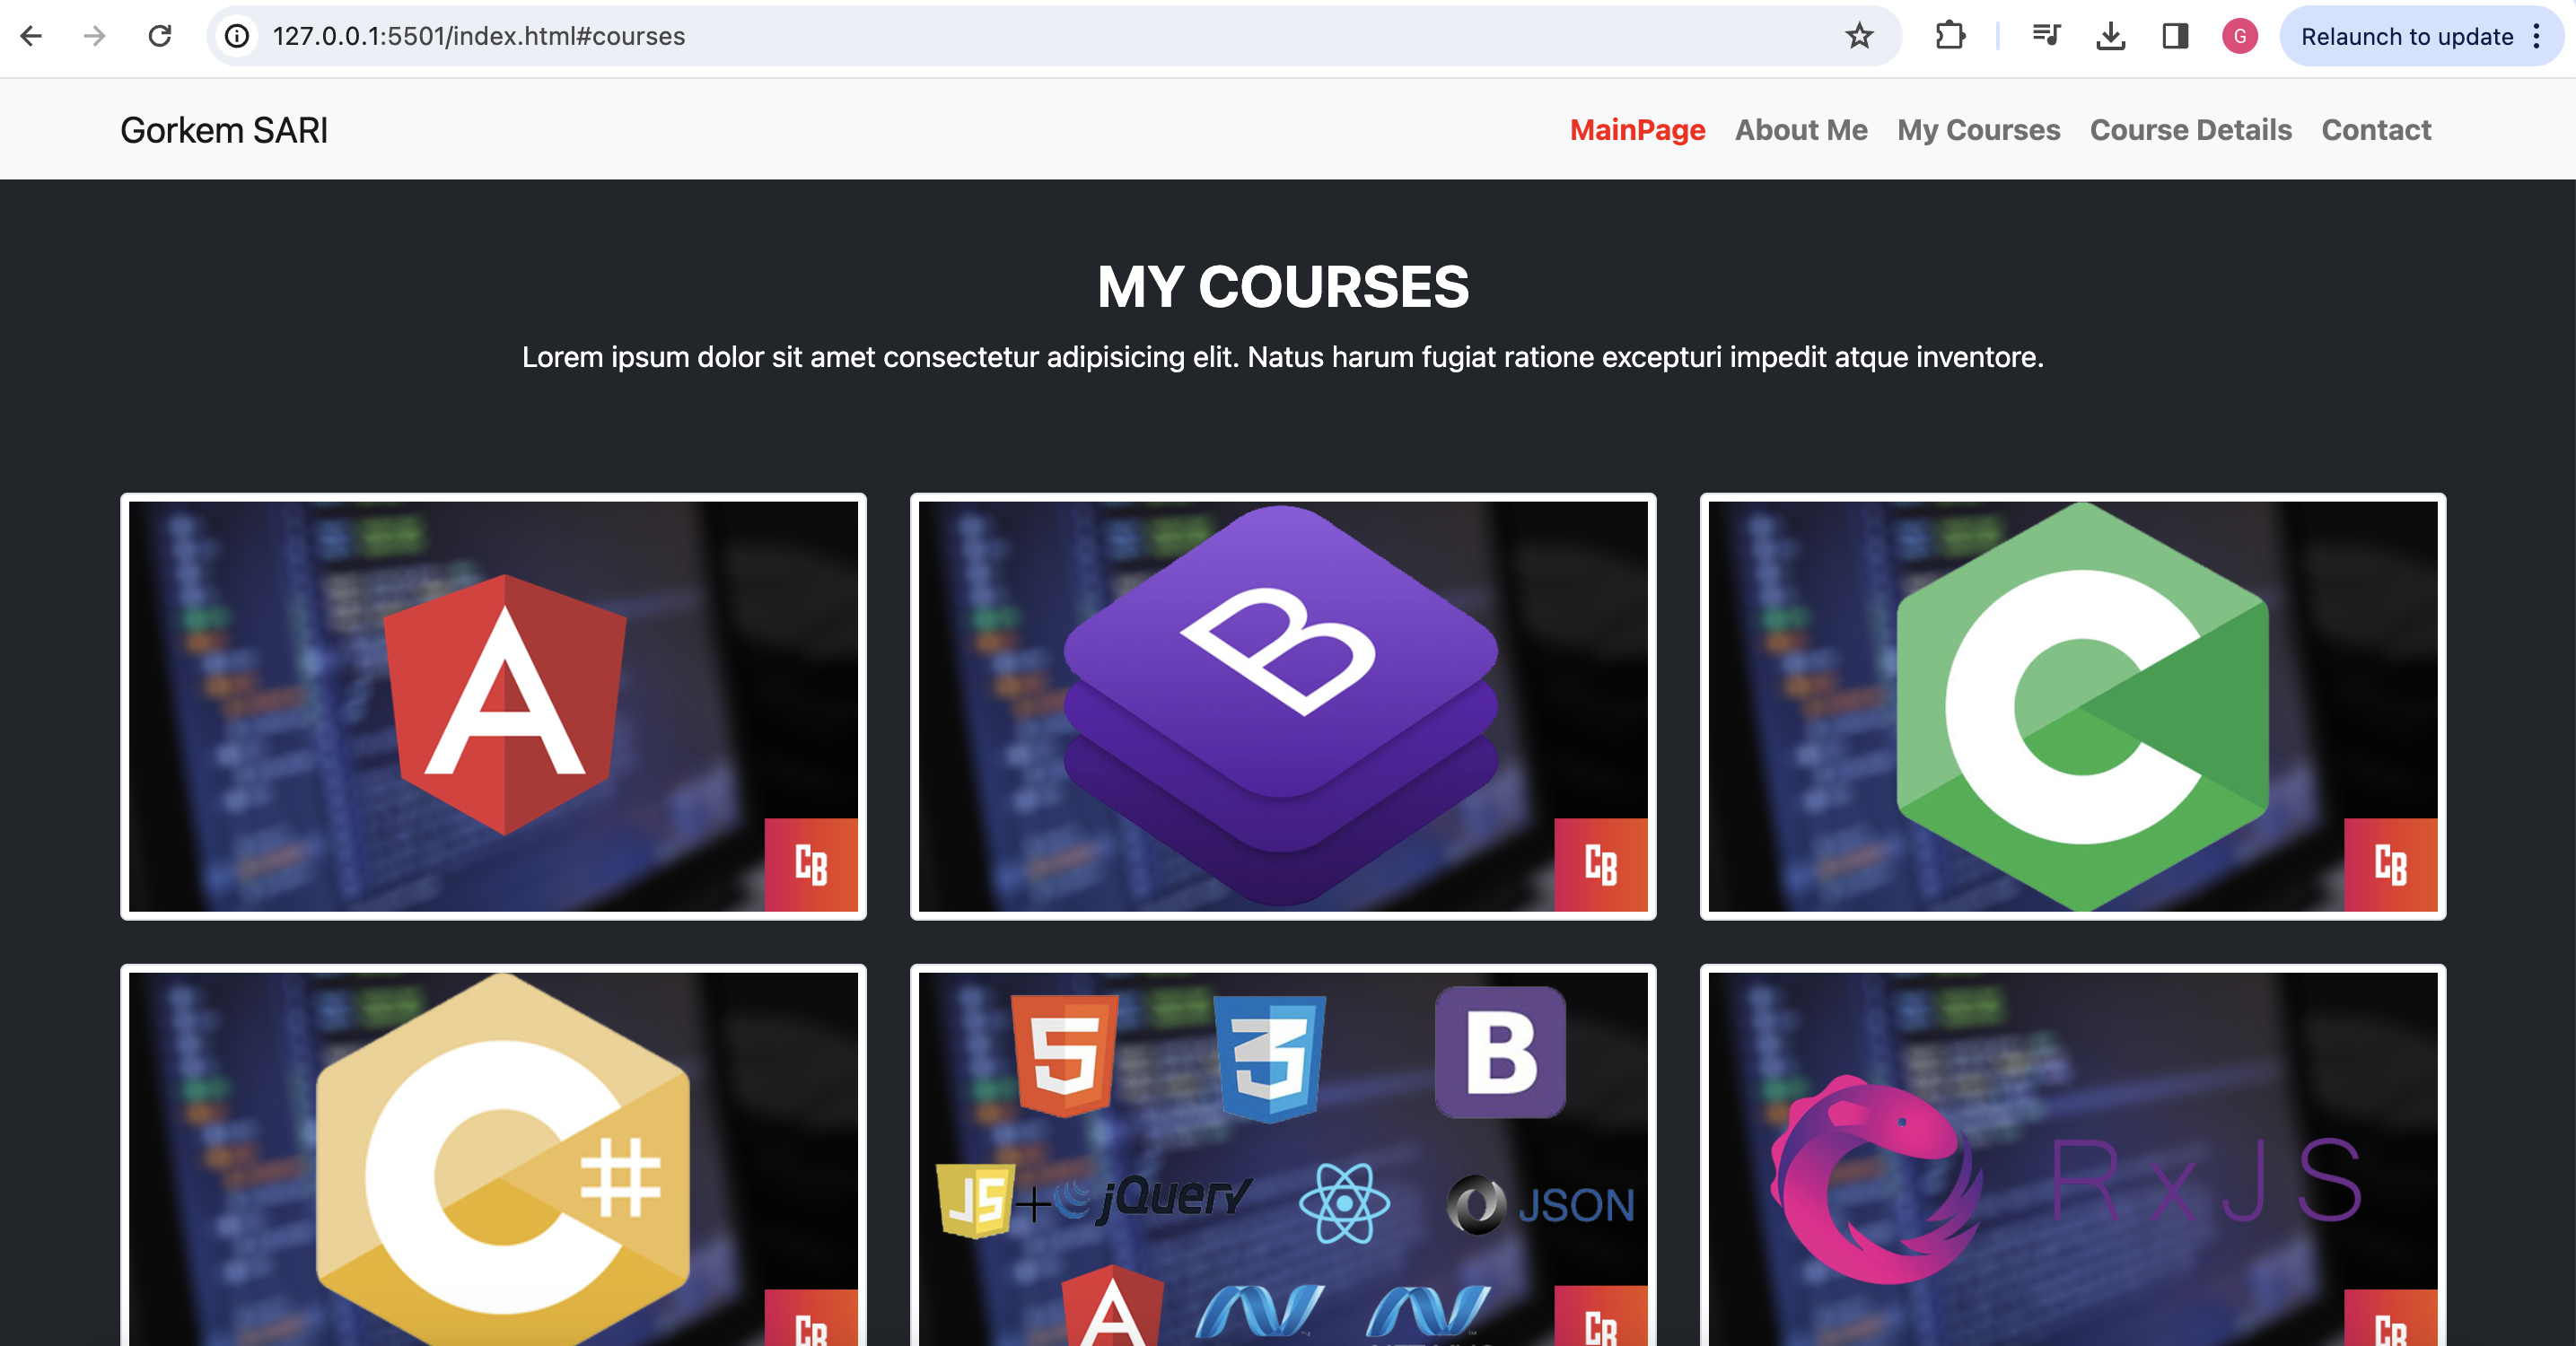 127.0.0.1:5501/index.html#courses
G
Relaunch to update
Gorkem SARI
MainPage About Me My Courses Course Details Contact
MY COURSES
Lorem ipsum dolor sit amet consectetur adipisicing elit. Natus harum fugiat ratione excepturi impedit atque inventore.
A
B
C
CB
CB
CB
C#
5
3
B
JS + jQuery
JSON
RxJS
A
CB
CB
CB